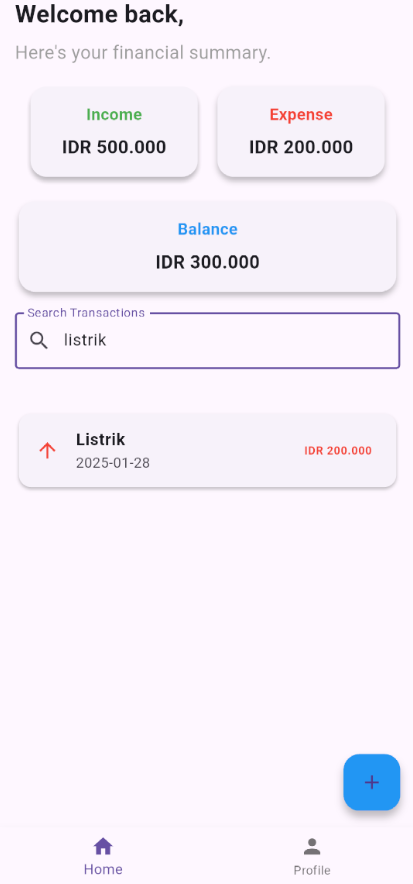 Welcome back,
Here's your financial summary.
Income
IDR 500.000
Expense
IDR 200.000
Balance
IDR 300.000
Search Transactions
listrik
Listrik
2025-01-28
IDR 200.000
+
Home
Profile